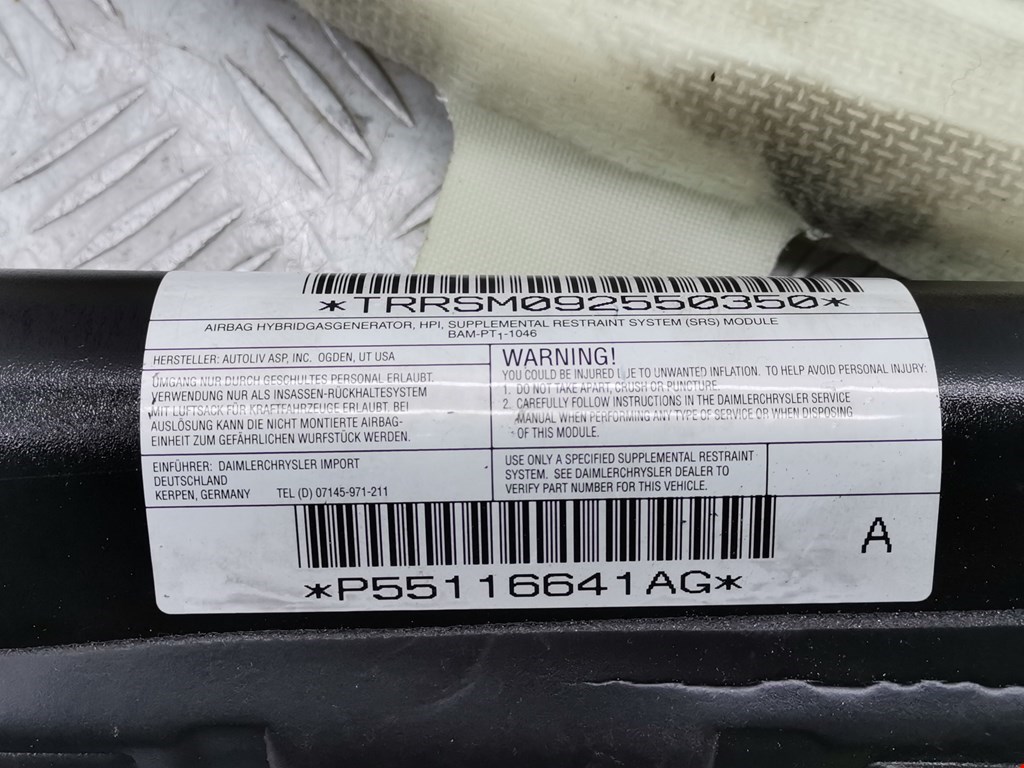 *TRRSM092550350*
AIRBAG HYBRIDGASGENERATOR, HPI, SUPPLEMENTAL RESTRAINT SYSTEM (SRS) MODULE
BAM-PT1-1046
HERSTELLER: AUTOLIV ASP, INC. OGDEN, UT USA
UMGANG NUR DURCH GESCHULTES PERSONAL ERLAUBT.
VERWENDUNG NUR ALS INSASSEN-RÜCKHALTESYSTEM
MIT LUFTSACK FÜR KRAFTFAHRZEUGE ERLAUBT. BEI
AUSLÖSUNG KANN DIE NICHT MONTIERTE AIRBAG-
EINHEIT ZUM GEFÄHRLICHEN WURFSTÜCK WERDEN.
EINFÜHRER: DAIMLERCHRYSLER IMPORT
DEUTSCHLAND
KERPEN, GERMANY TEL (D) 07145-971-211
WARNING!
YOU COULD BE INJURED DUE TO UNWANTED INFLATION. TO HELP AVOID PERSONAL INJURY:
1. DO NOT TAKE APART, CRUSH OR PUNCTURE.
2. CAREFULLY FOLLOW INSTRUCTIONS IN THE DAIMLERCHRYSLER SERVICE
MANUAL WHEN PERFORMING ANY TYPE OF SERVICE OR WHEN DISPOSING
OF THIS MODULE.
USE ONLY A SPECIFIED SUPPLEMENTAL RESTRAINT
SYSTEM. SEE DAIMLERCHRYSLER DEALER TO
VERIFY PART NUMBER FOR THIS VEHICLE.
A
*P55116641AG*